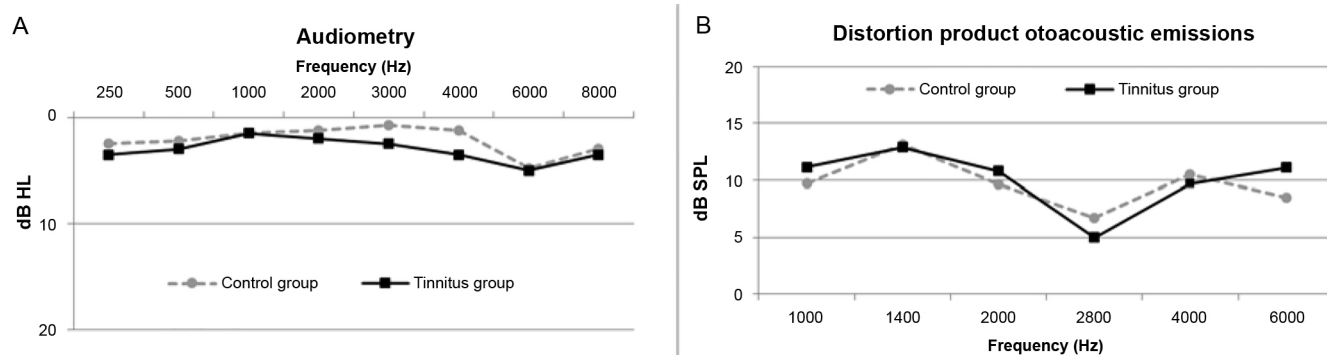 A
Audiometry
Frequency (Hz)
250 500 1000 2000 3000 4000 6000 8000
0
10
20
dB HL
Control group Tinnitus group
B
Distortion product otoacoustic emissions
Control group Tinnitus group
20
15
10
5
0
dB SPL
1000 1400 2000 2800 4000 6000
Frequency (Hz)